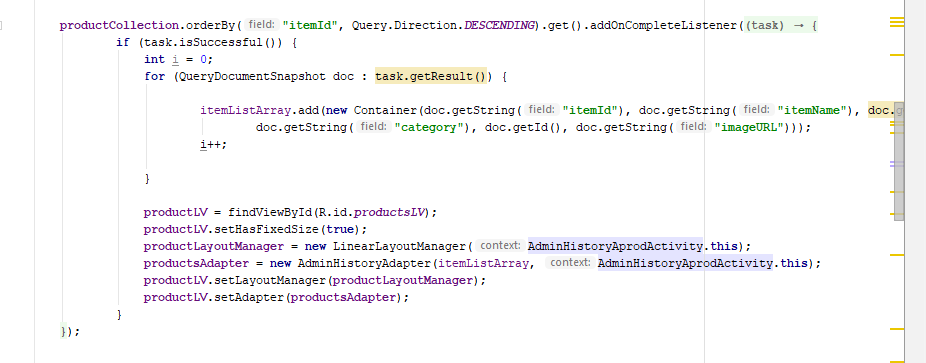 productCollection.orderBy( field: "itemId", Query.Direction.DESCENDING).get().addOnCompleteListener((task) → {
if (task.isSuccessful()) {
int i = 0;
for (QueryDocumentSnapshot doc : task.getResult()) {
itemListArray.add(new Container(doc.getString( field: "itemId"), doc.getString( field: "itemName"), doc.g
doc.getString( field: "category"), doc.getId(), doc.getString( field: "imageURL")));
i++;
}
productLV = findViewById(R.id.productsLV);
productLV.setHasFixedSize(true);
productLayoutManager = new LinearLayoutManager( context: AdminHistoryAprodActivity.this);
productsAdapter = new AdminHistoryAdapter(itemListArray, context: AdminHistoryAprodActivity.this);
productLV.setLayoutManager(productLayoutManager);
productLV.setAdapter(productsAdapter);
}
});